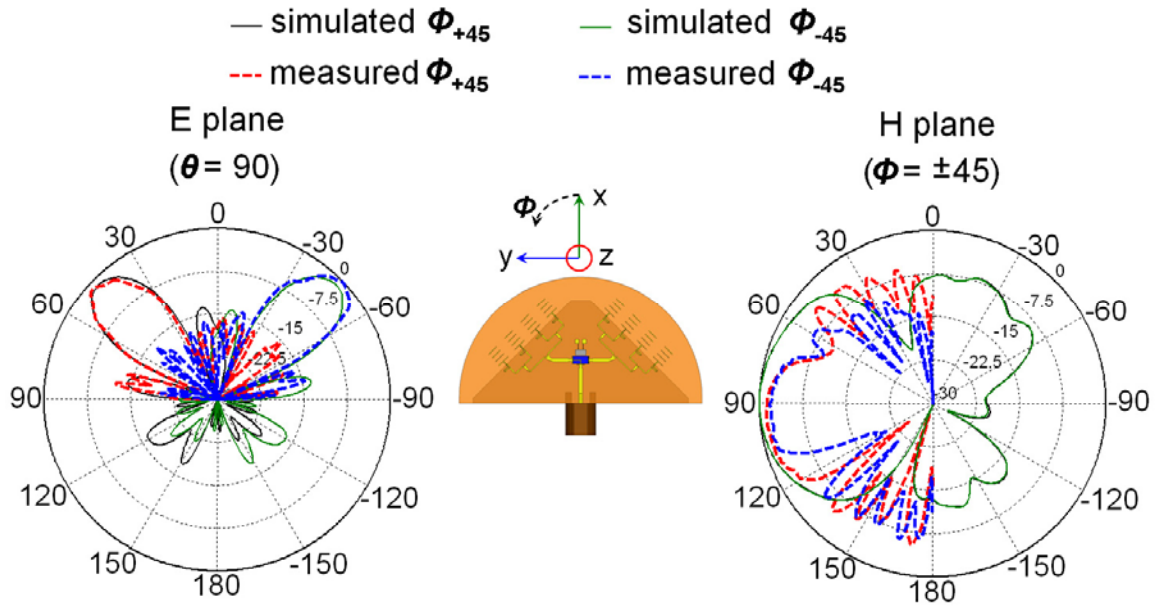 simulated Φ+45
simulated Φ-45
measured Φ+45
measured Φ-45
E plane
(θ = 90)
0
30
-30
60
-60
90
-90
120
-120
150
-150
180
0
-7.5
-15
-22.5
Φ
x
y
z
H plane
(Φ = ±45)
0
30
-30
60
-60
90
-90
120
-120
150
-150
180
0
-7.5
-15
-22.5
30